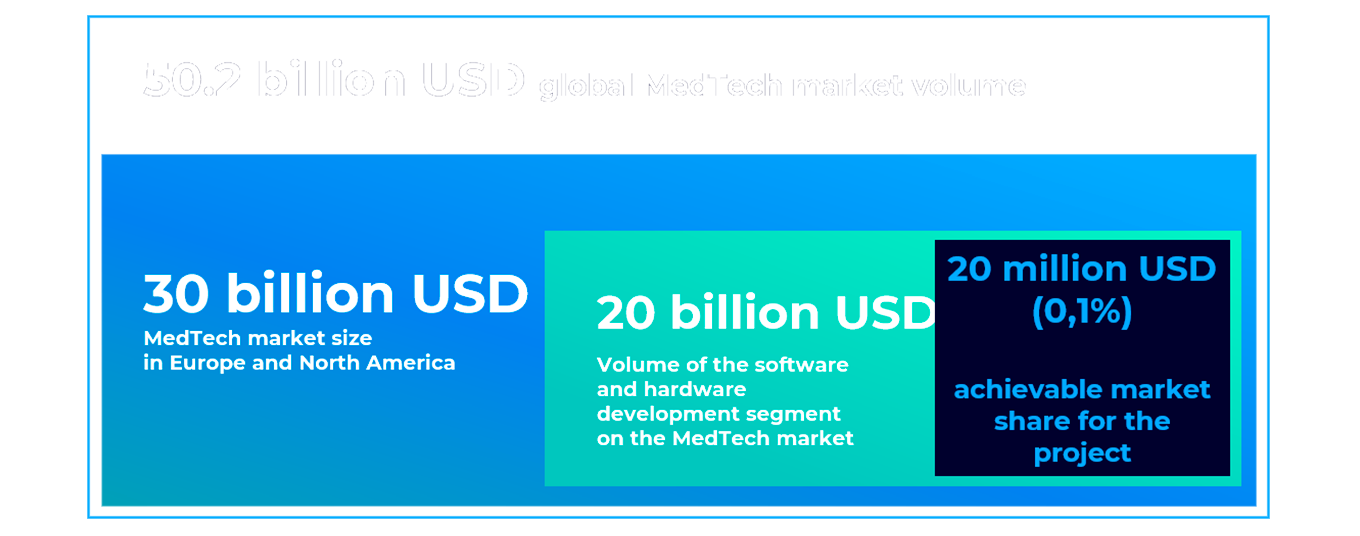 50.2 billion USD global MedTech market volume
30 billion USD
MedTech market size
in Europe and North America
20 billion USD
Volume of the software
and hardware
development segment
on the MedTech market
20 million USD
(0,1%)
achievable market
share for the
project